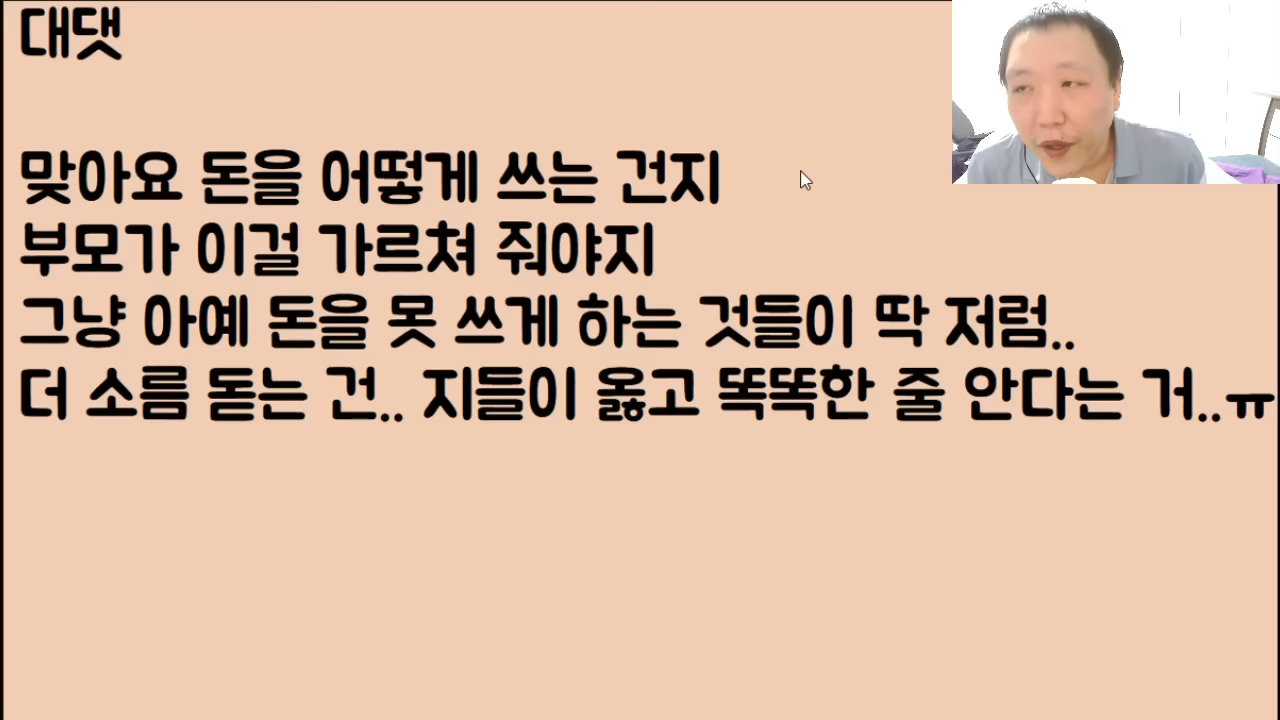 대댓
맞아요 돈을 어떻게 쓰는 건지
부모가 이걸 가르쳐 줘야지
그냥 아예 돈을 못 쓰게 하는 것들이 딱 저럼..
더 소름 돋는 건.. 지들이 옳고 똑똑한 줄 안다는 거..ㅠ